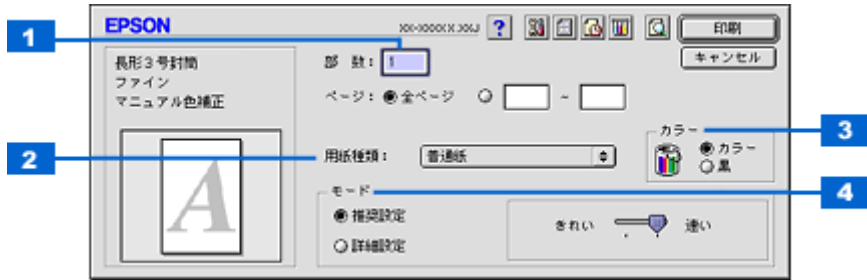 EPSON
XX-XXXX X.XXJ
?
印刷
キャンセル
長形3号封筒
ファイン
マニュアル色補正
A
部 数: 1
ページ: 全ページ ~
用紙種類: 普通紙
カラー
カラー
黒
モード
推奨設定
詳細設定
きれい 速い
1
2
3
4